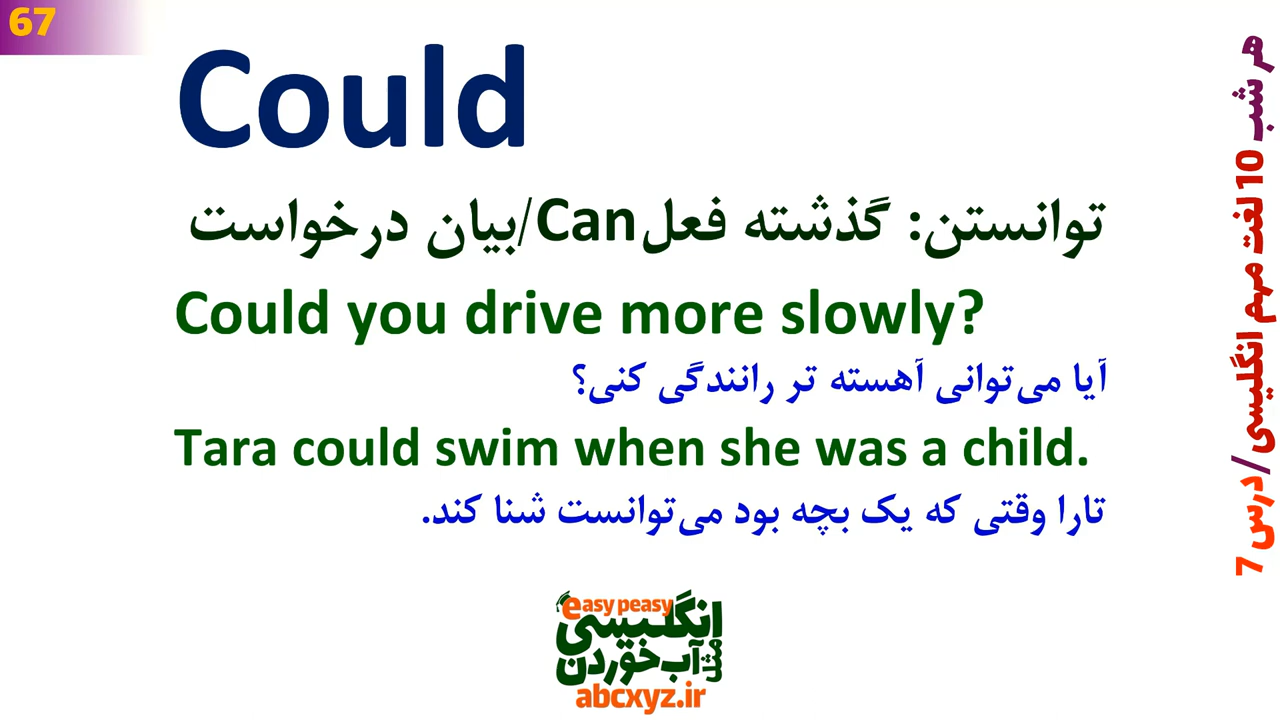 67
Could
توانستن: گذشته فعل Can/بیان درخواست
Could you drive more slowly?
آیا می‌توانی آهسته تر رانندگی کنی؟
Tara could swim when she was a child.
تارا وقتی که یک بچه بود می‌توانست شنا کند.
هر شب 10 لغت مهم انگلیسی/درس 7
easy peasy
انگلیسی
مثل آب خوردن
abcxyz.ir